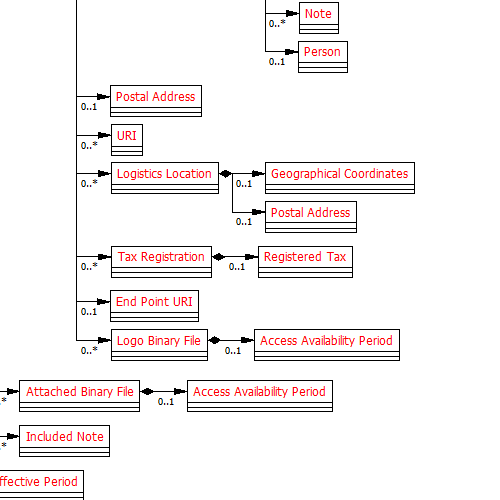 Note
0..*
Person
0..1
Postal Address
0..1
URI
0..*
Logistics Location
0..*
Geographical Coordinates
0..1
Postal Address
0..1
Tax Registration
0..*
Registered Tax
0..1
End Point URI
0..1
Logo Binary File
0..*
Access Availability Period
0..1
Attached Binary File
.*
Access Availability Period
0..1
Included Note
.*
ffective Period